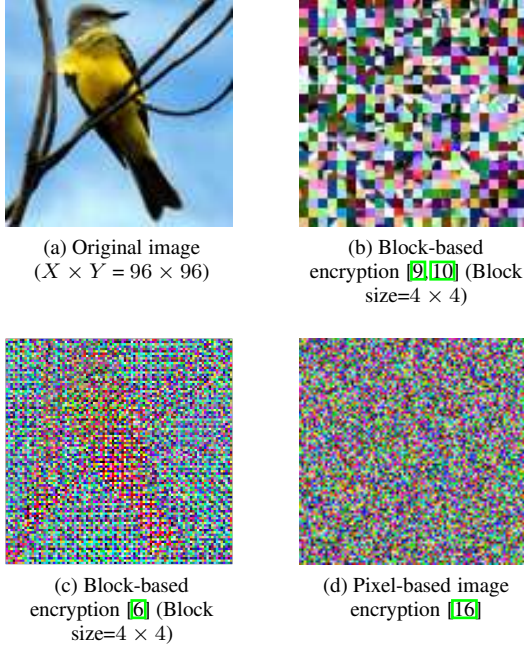 (a) Original image
(X × Y = 96 × 96)
(b) Block-based
encryption [9, 10] (Block
size=4 × 4)
(c) Block-based
encryption [6] (Block
size=4 × 4)
(d) Pixel-based image
encryption [16]